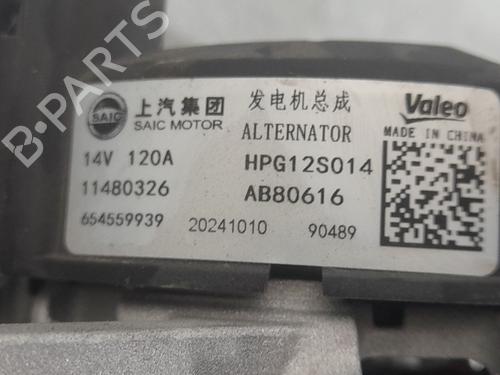 B-PARTS
SAIC 上汽集团 发电机总成 Valeo
SAIC MOTOR ALTERNATOR MADE IN CHINA
14V 120A HPG12S014
11480326 AB80616
654559939 20241010 90489